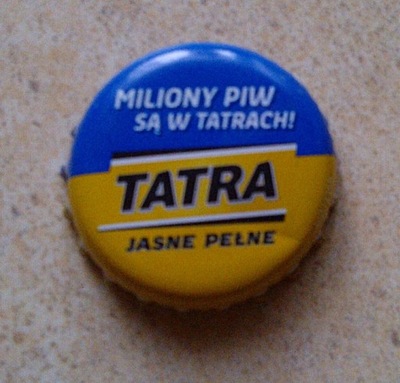 MILIONY PIW
SĄ W TATRACH!
TATRA
JASNE PEŁNE